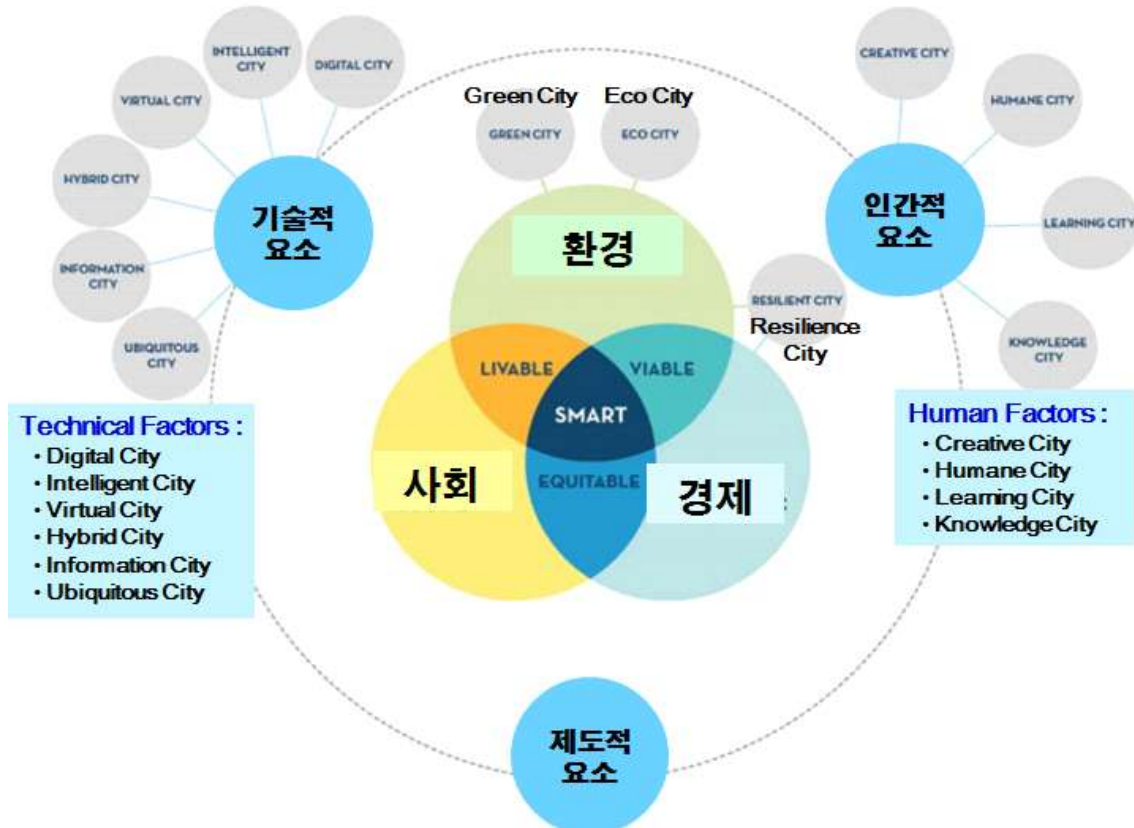 INTELLIGENT
CITY
DIGITAL CITY
VIRTUAL CITY
HYBRID CITY
INFORMATION
CITY
UBIQUITOUS
CITY
기술적
요소
Technical Factors :
• Digital City
• Intelligent City
• Virtual City
• Hybrid City
• Information City
• Ubiquitous City
Green City
GREEN CITY
Eco City
ECO CITY
환경
RESILIENT CITY
Resilience
City
LIVABLE
VIABLE
SMART
EQUITABLE
사회
경제
CREATIVE CITY
HUMANE CITY
LEARNING CITY
KNOWLEDGE
CITY
인간적
요소
Human Factors :
• Creative City
• Humane City
• Learning City
• Knowledge City
제도적
요소